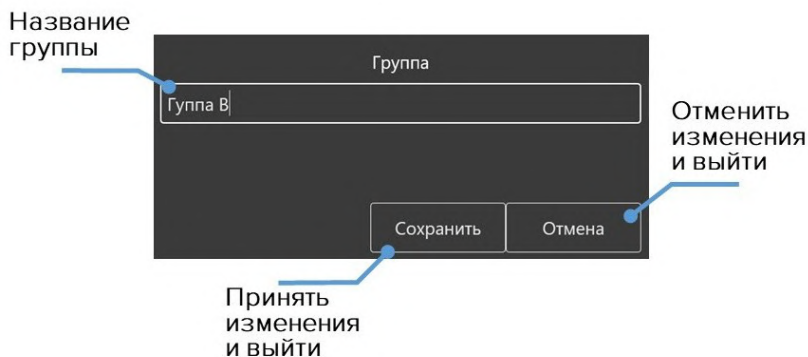 Название
группы
Группа
Гуппа В
Отменить
изменения
и выйти
Сохранить
Отмена
Принять
изменения
и выйти